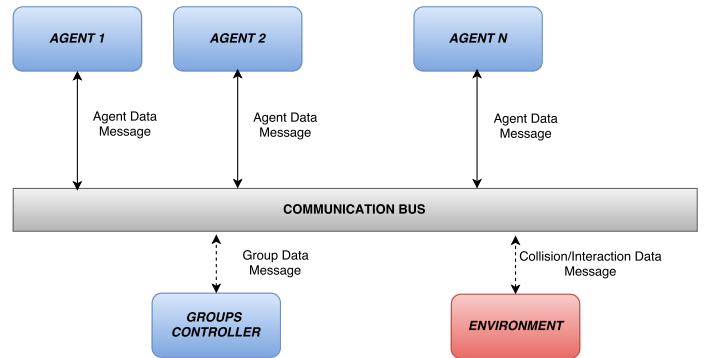 AGENT 1
AGENT 2
AGENT N
Agent Data
Message
Agent Data
Message
Agent Data
Message
COMMUNICATION BUS
Group Data
Message
Collision/Interaction Data
Message
GROUPS
CONTROLLER
ENVIRONMENT